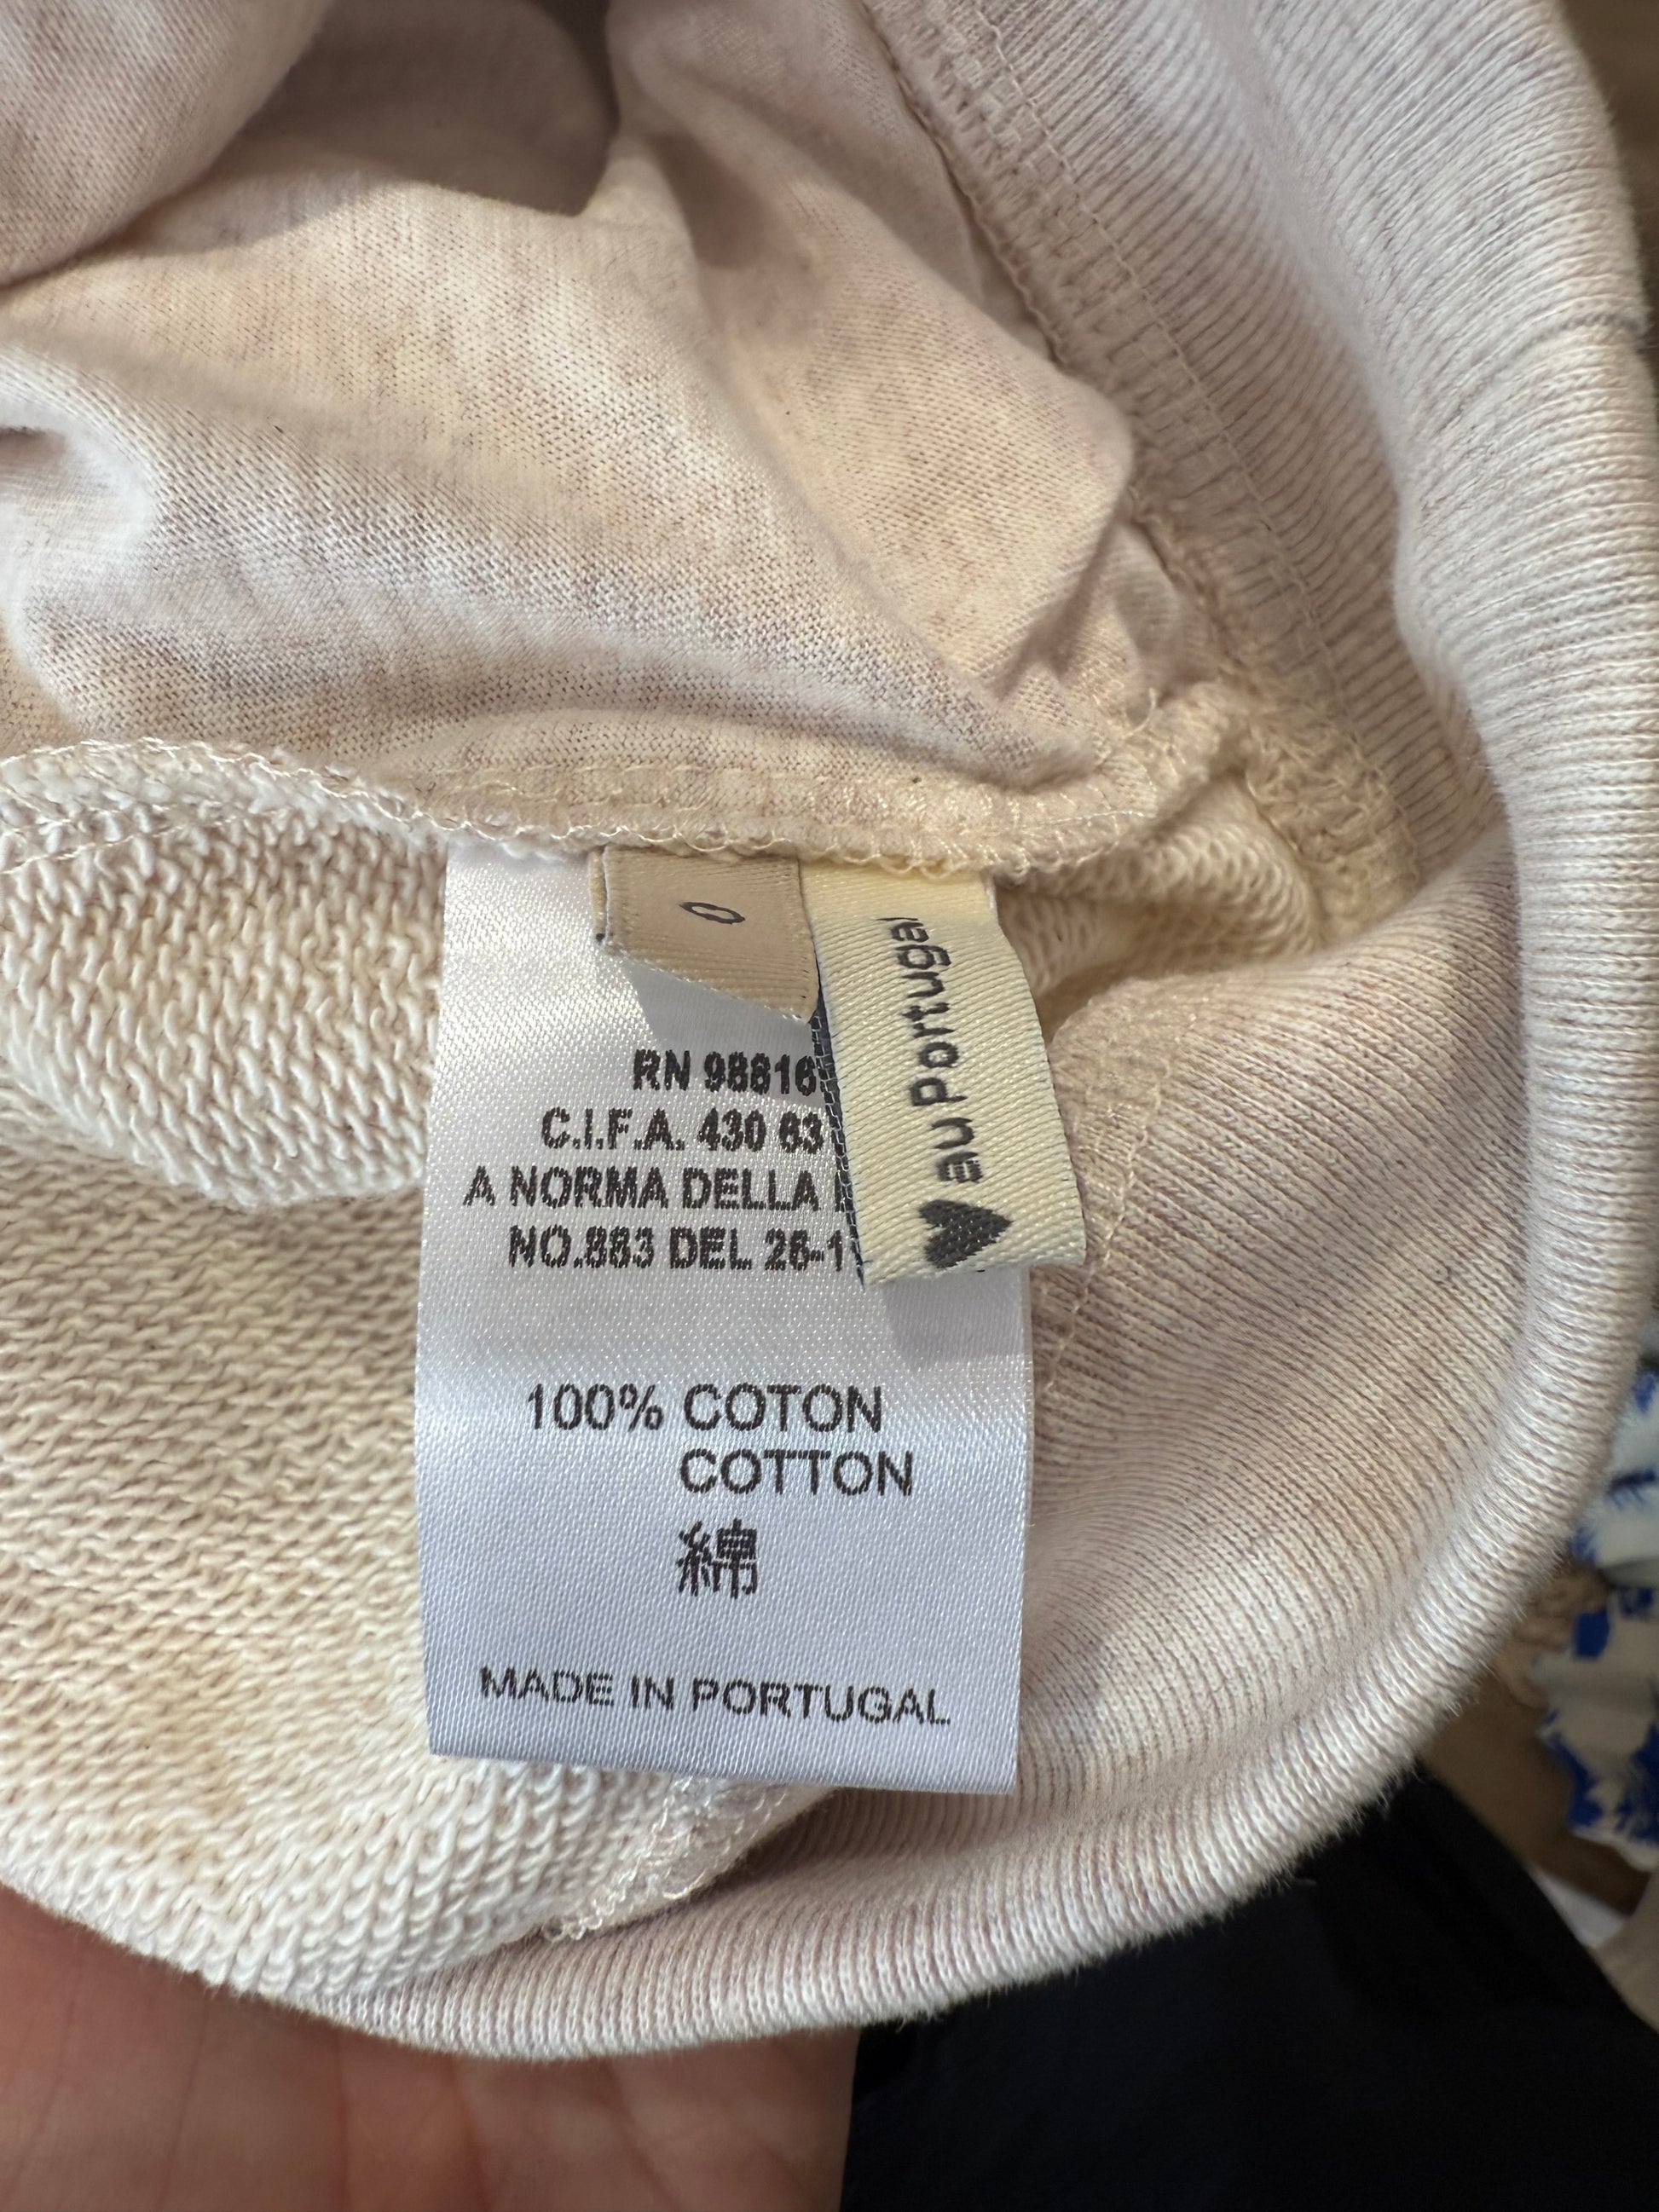 0
♥ au Portugal
RN 98816
C.I.F.A. 430 63
A NORMA DELLA
NO.883 DEL 26-1
100% COTON
COTTON
綿
MADE IN PORTUGAL